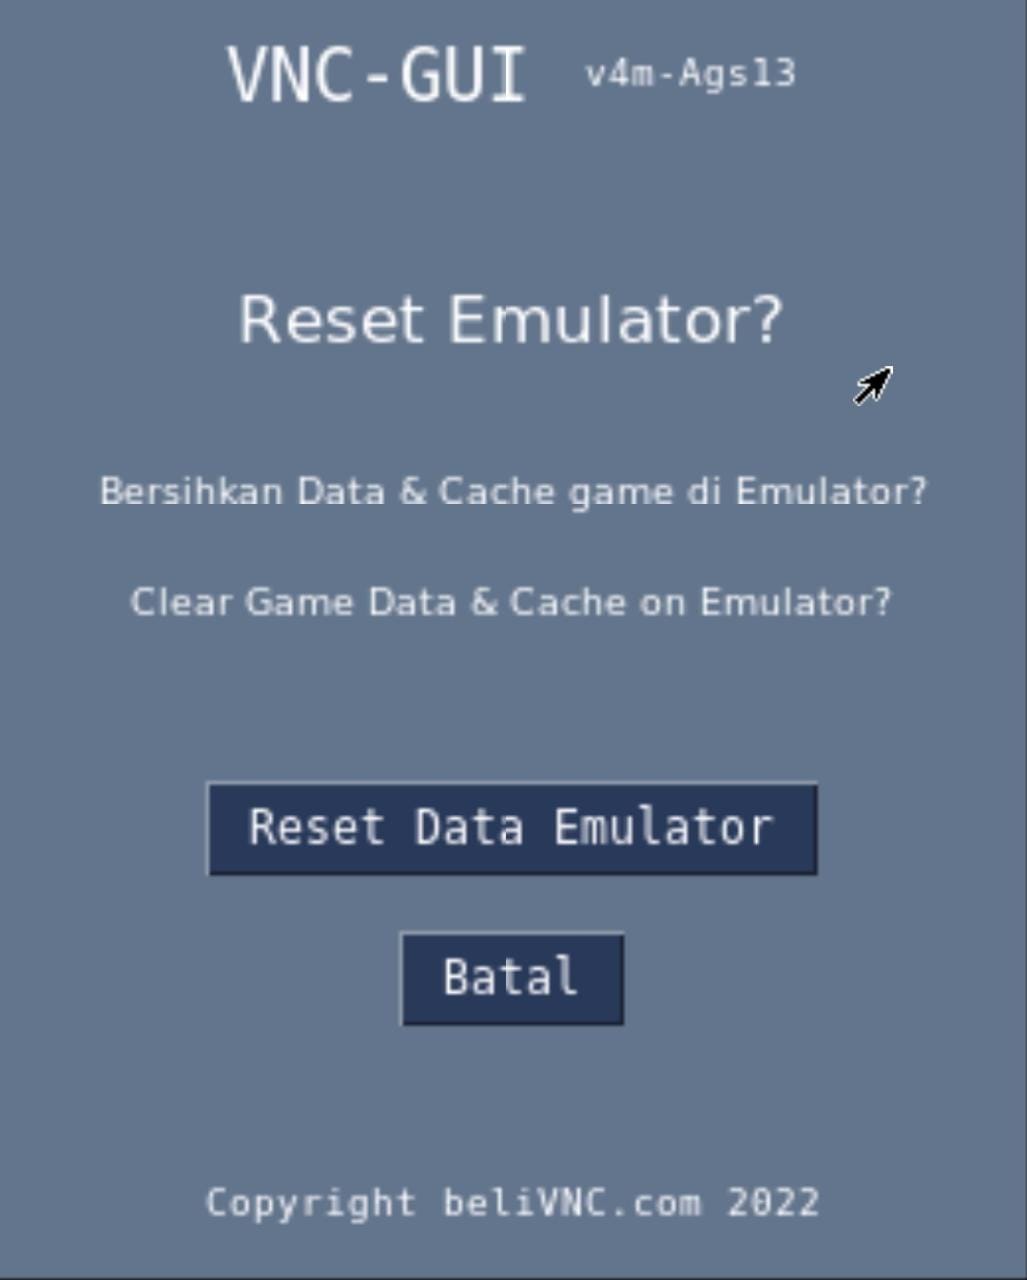 VNC-GUI v4m-Ags13
Reset Emulator?
Bersihkan Data & Cache game di Emulator?
Clear Game Data & Cache on Emulator?
Reset Data Emulator
Batal
Copyright beliVNC.com 2022